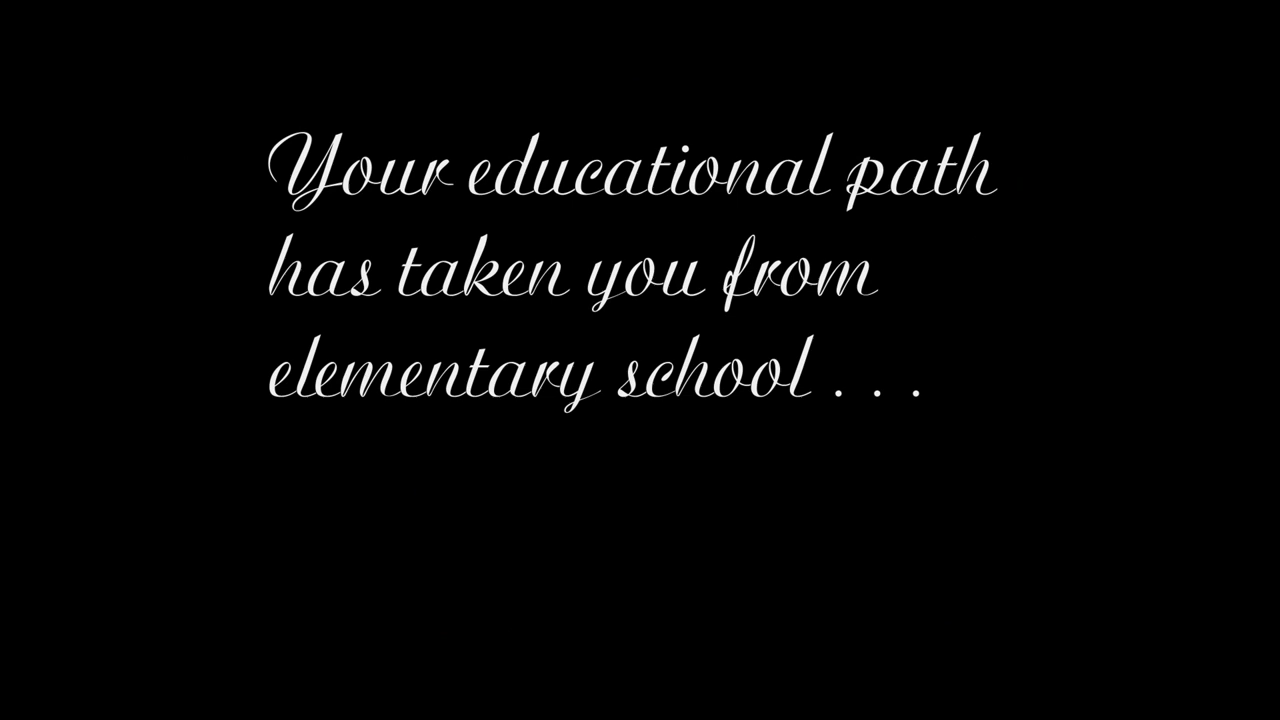 Your educational path
has taken you from
elementary school . . .